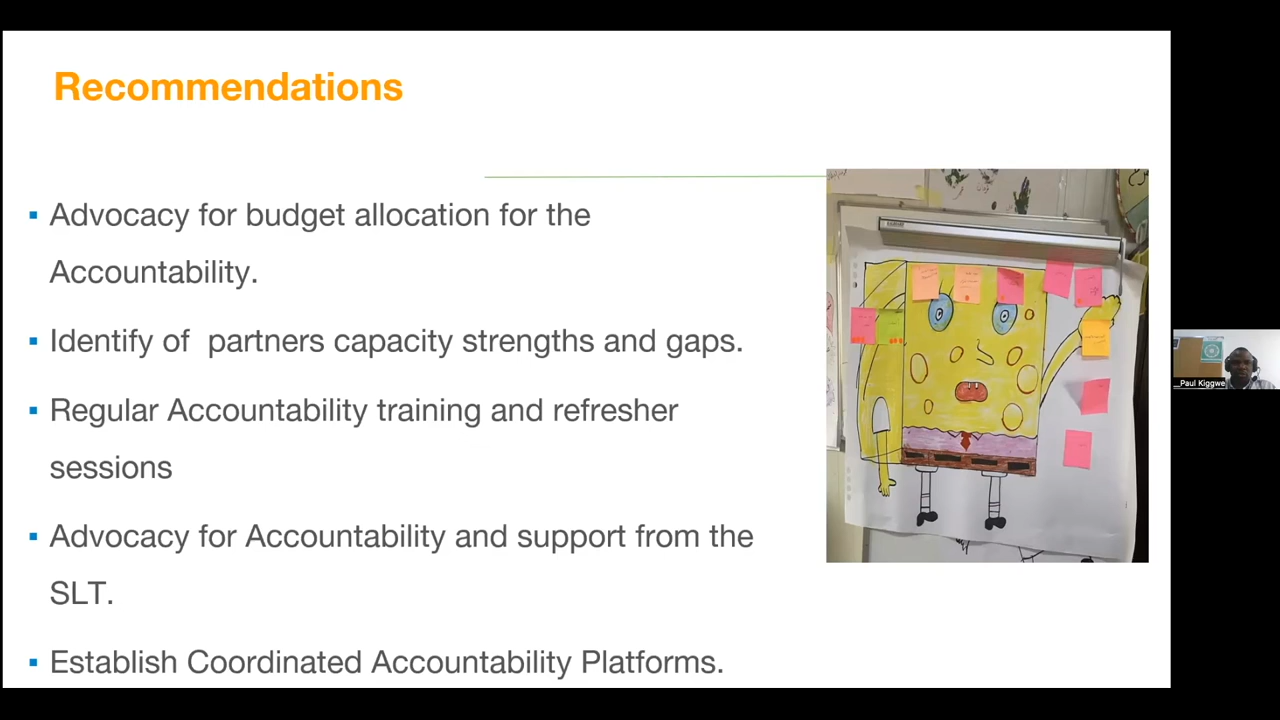 Recommendations
▪ Advocacy for budget allocation for the
Accountability.
▪ Identify of  partners capacity strengths and gaps.
▪ Regular Accountability training and refresher
sessions
▪ Advocacy for Accountability and support from the
SLT.
▪ Establish Coordinated Accountability Platforms.
_Paul Kiggwe